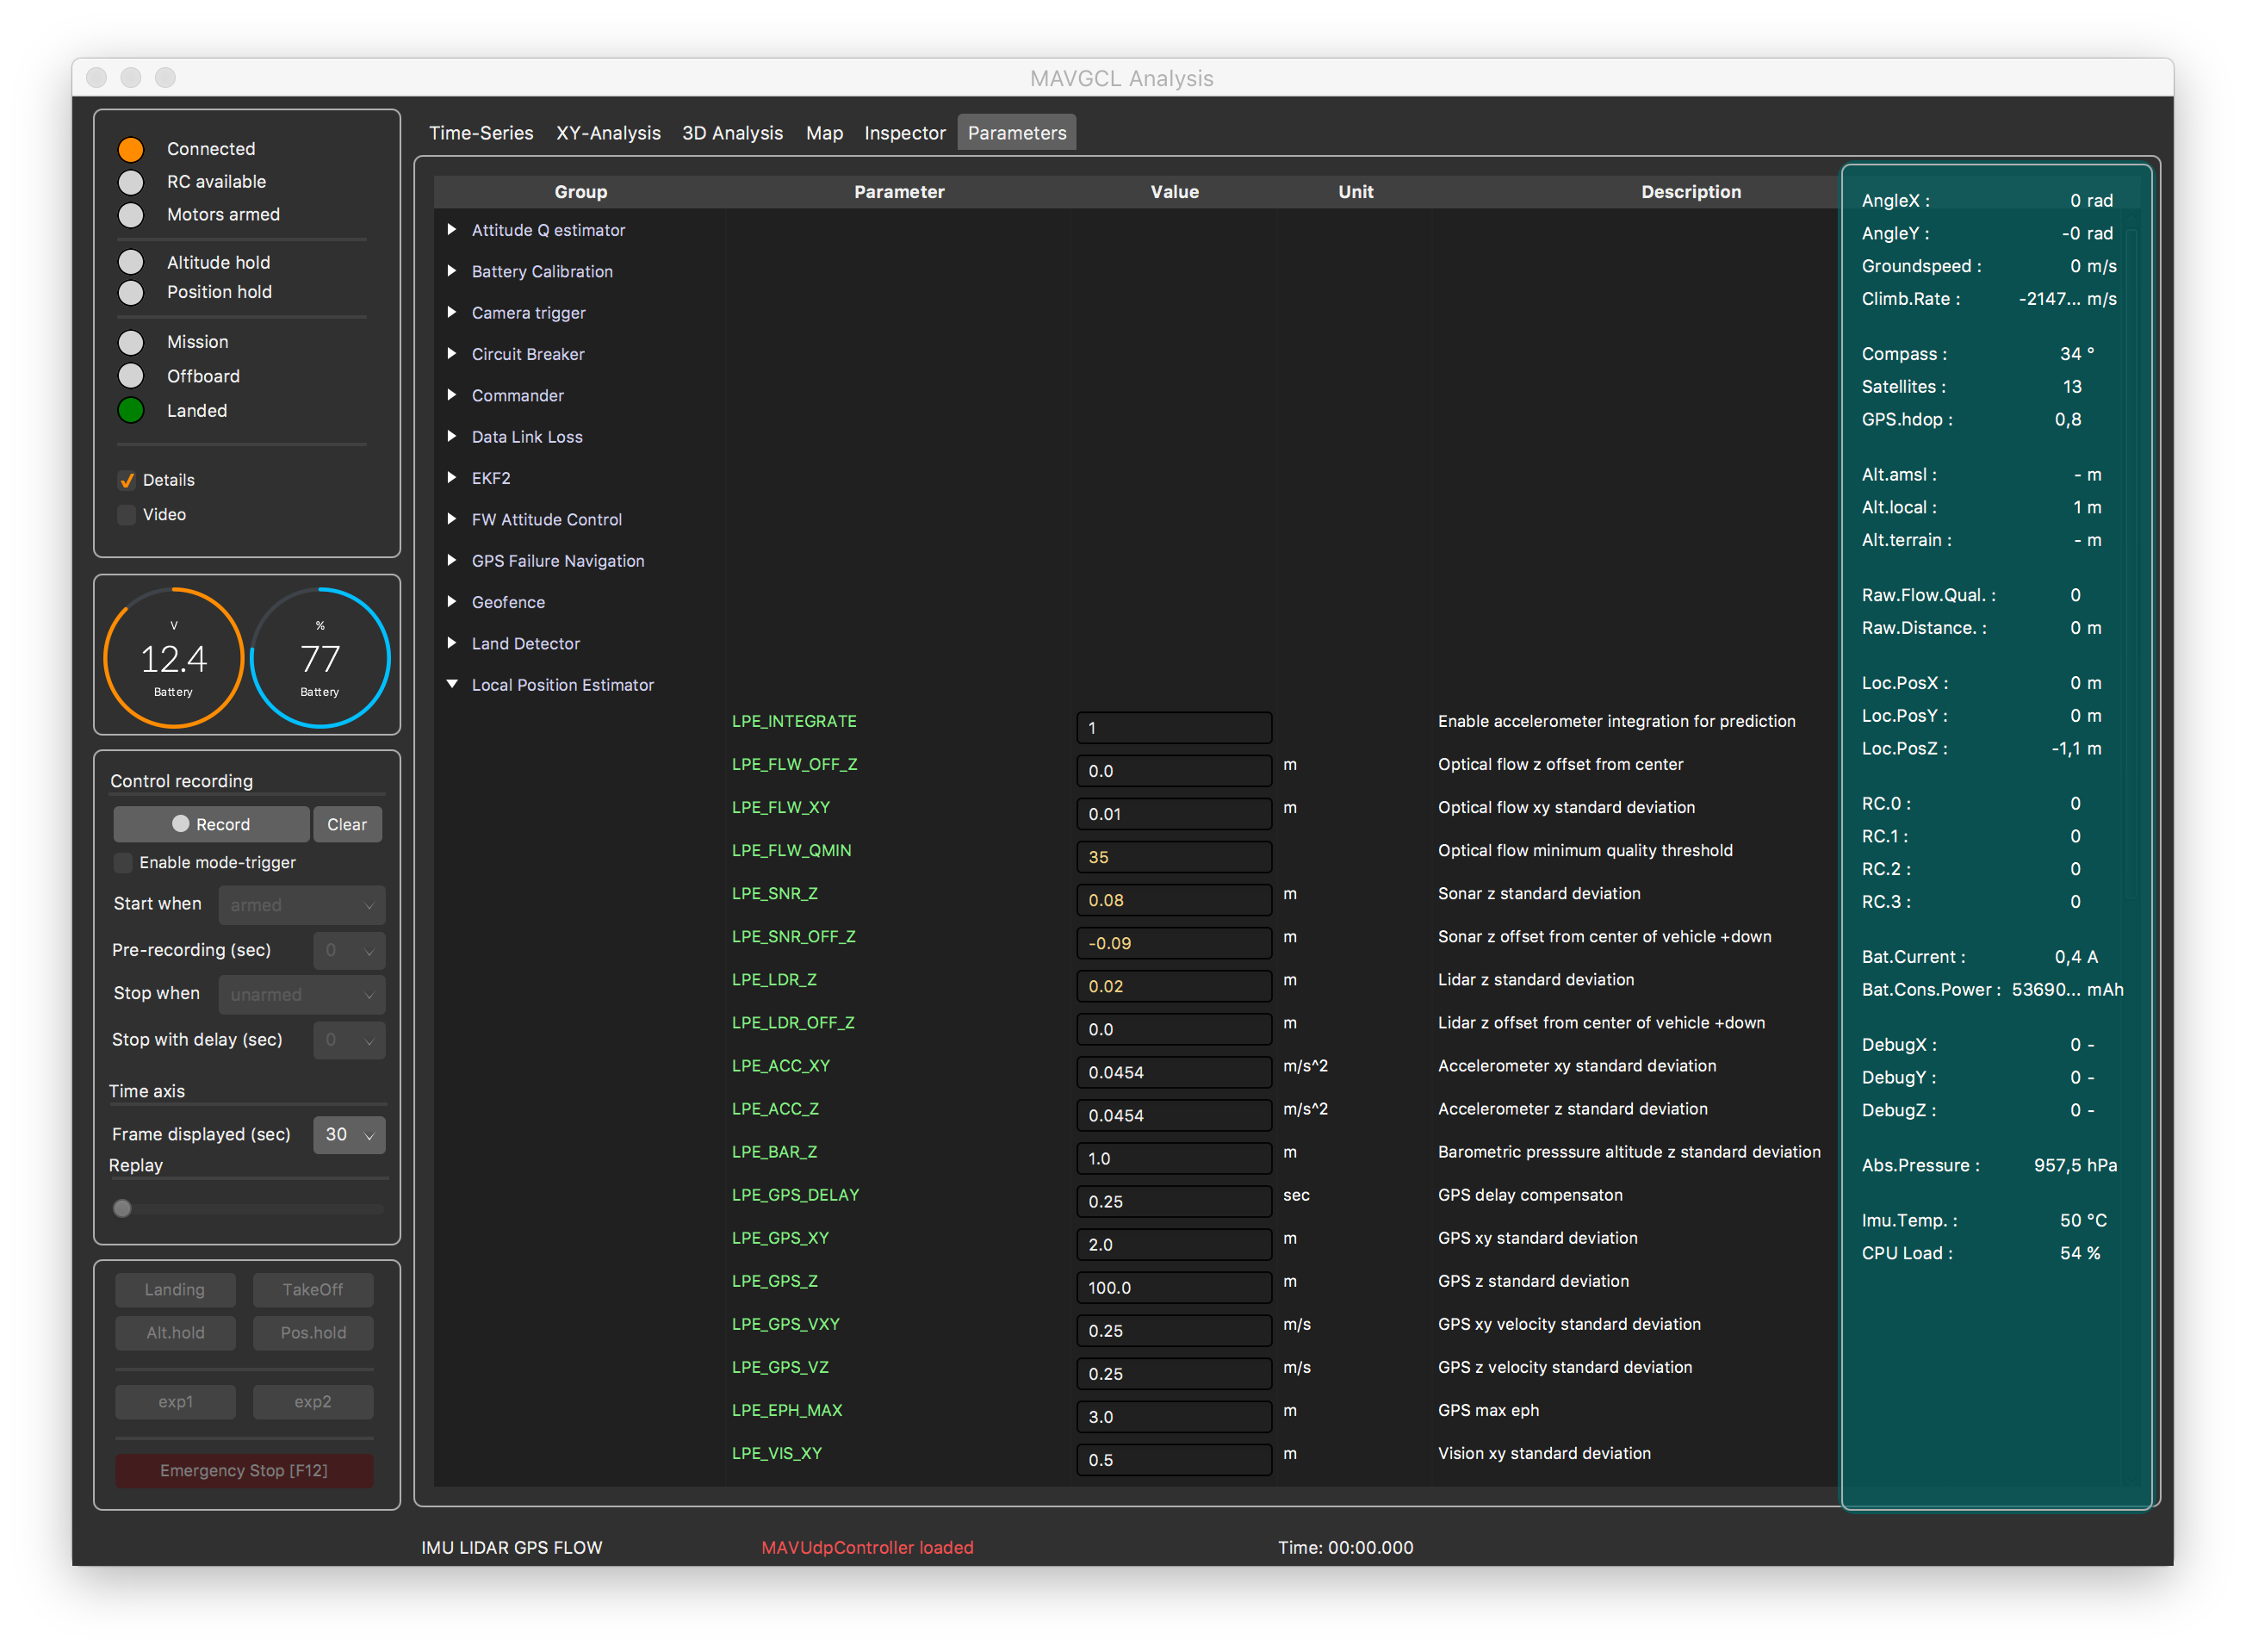 MAVGCL Analysis
Connected
RC available
Motors armed
Altitude hold
Position hold
Mission
Offboard
Landed
Details
Video
V
12.4
Battery
%
77
Battery
Control recording
Record Clear
Enable mode-trigger
Start when armed
Pre-recording (sec) 0
Stop when unarmed
Stop with delay (sec) 0
Time axis
Frame displayed (sec) 30
Replay
Landing TakeOff
Alt.hold Pos.hold
exp1 exp2
Emergency Stop [F12]
Time-Series XY-Analysis 3D Analysis Map Inspector Parameters
Group Parameter Value Unit Description
Attitude Q estimator
Battery Calibration
Camera trigger
Circuit Breaker
Commander
Data Link Loss
EKF2
FW Attitude Control
GPS Failure Navigation
Geofence
Land Detector
Local Position Estimator
LPE_INTEGRATE 1 Enable accelerometer integration for prediction
LPE_FLW_OFF_Z 0.0 m Optical flow z offset from center
LPE_FLW_XY 0.01 m Optical flow xy standard deviation
LPE_FLW_QMIN 35 Optical flow minimum quality threshold
LPE_SNR_Z 0.08 m Sonar z standard deviation
LPE_SNR_OFF_Z -0.09 m Sonar z offset from center of vehicle +down
LPE_LDR_Z 0.02 m Lidar z standard deviation
LPE_LDR_OFF_Z 0.0 m Lidar z offset from center of vehicle +down
LPE_ACC_XY 0.0454 m/s^2 Accelerometer xy standard deviation
LPE_ACC_Z 0.0454 m/s^2 Accelerometer z standard deviation
LPE_BAR_Z 1.0 m Barometric presssure altitude z standard deviation
LPE_GPS_DELAY 0.25 sec GPS delay compensaton
LPE_GPS_XY 2.0 m GPS xy standard deviation
LPE_GPS_Z 100.0 m GPS z standard deviation
LPE_GPS_VXY 0.25 m/s GPS xy velocity standard deviation
LPE_GPS_VZ 0.25 m/s GPS z velocity standard deviation
LPE_EPH_MAX 3.0 m GPS max eph
LPE_VIS_XY 0.5 m Vision xy standard deviation
AngleX : 0 rad
AngleY : -0 rad
Groundspeed : 0 m/s
Climb.Rate : -2147... m/s
Compass : 34 °
Satellites : 13
GPS.hdop : 0,8
Alt.amsl : - m
Alt.local : 1 m
Alt.terrain : - m
Raw.Flow.Qual. : 0
Raw.Distance. : 0 m
Loc.PosX : 0 m
Loc.PosY : 0 m
Loc.PosZ : -1,1 m
RC.0 : 0
RC.1 : 0
RC.2 : 0
RC.3 : 0
Bat.Current : 0,4 A
Bat.Cons.Power : 53690... mAh
DebugX : 0 -
DebugY : 0 -
DebugZ : 0 -
Abs.Pressure : 957,5 hPa
Imu.Temp. : 50 °C
CPU Load : 54 %
IMU LIDAR GPS FLOW MAVUdpController loaded Time: 00:00.000